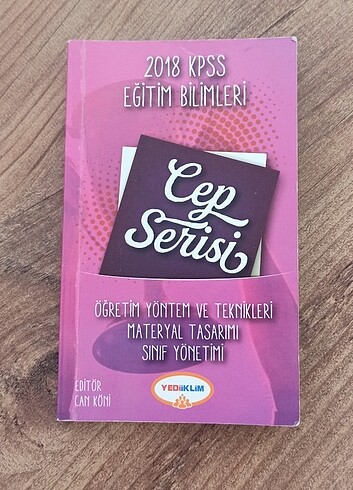 2018 KPSS
EĞİTİM BİLİMLERİ
Cep
Serisi
ÖĞRETİM YÖNTEM VE TEKNİKLERİ
MATERYAL TASARIMI
SINIF YÖNETİMİ
EDİTÖR
CAN KÖNİ
YEDİİKLİM